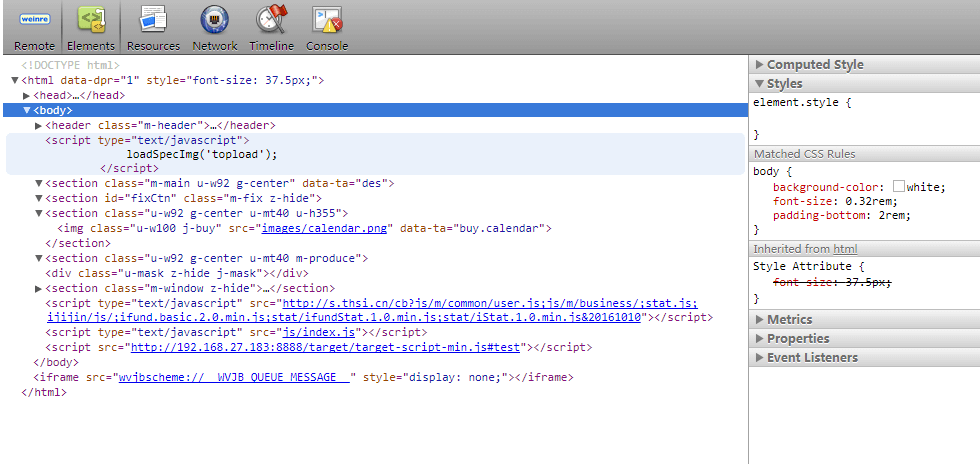 weinre
Remote Elements Resources Network Timeline Console
<!DOCTYPE html>
<html data-dpr="1" style="font-size: 37.5px;">
<head>…</head>
<body>
<header class="m-header">…</header>
<script type="text/javascript">
loadSpecImg('topload');
</script>
<section class="m-main u-w92 g-center" data-ta="des">
<section id="fixCtn" class="m-fix z-hide">
<section class="u-w92 g-center u-mt40 u-h355">
<img class="u-w100 j-buy" src="images/calendar.png" data-ta="buy.calendar">
</section>
<section class="u-w92 g-center u-mt40 m-produce">
<div class="u-mask z-hide j-mask"></div>
<section class="m-window z-hide">…</section>
<script type="text/javascript" src="http://s.thsi.cn/cb?js/m/common/user.js;js/m/business/;stat.js;
ijijin/js/;ifund.basic.2.0.min.js;stat/ifundStat.1.0.min.js;stat/iStat.1.0.min.js&20161010"></script>
<script type="text/javascript" src="js/index.js"></script>
<script src="http://192.168.27.183:8888/target/target-script-min.js#test"></script>
</body>
<iframe src="wvjbscheme://__WVJB_QUEUE_MESSAGE__" style="display: none;"></iframe>
</html>
Computed Style
Styles
element.style {
}
Matched CSS Rules
body {
background-color: white;
font-size: 0.32rem;
padding-bottom: 2rem;
}
Inherited from html
Style Attribute {
font-size: 37.5px;
}
Metrics
Properties
Event Listeners